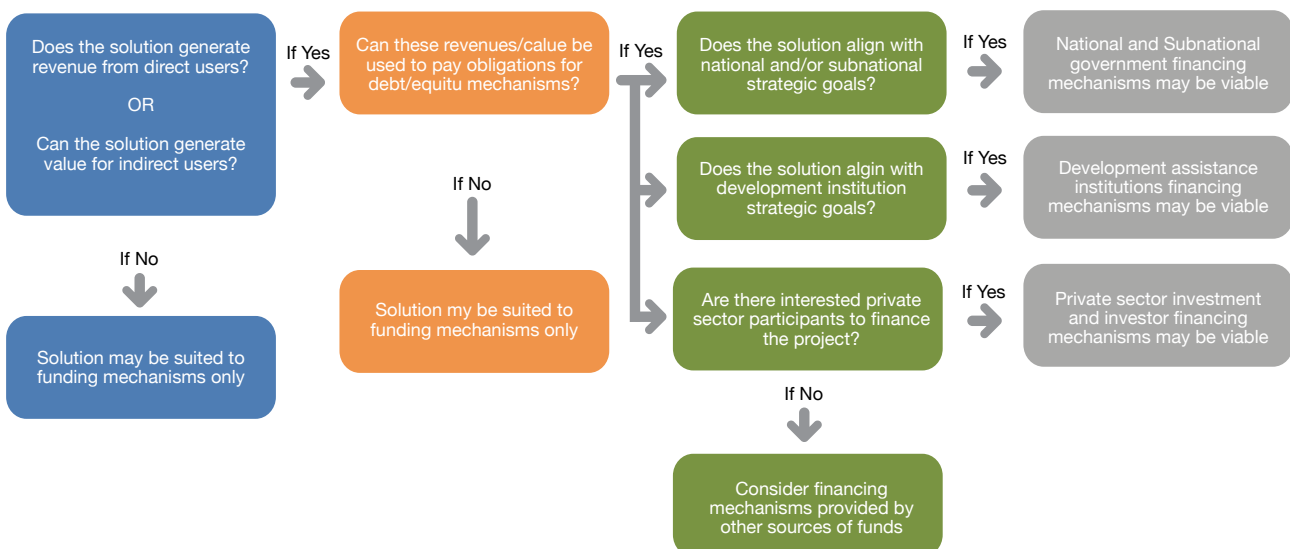 Does the solution generate
revenue from direct users?
OR
Can the solution generate
value for indirect users?
If No
Solution may be suited to
funding mechanisms only
If Yes
Can these revenues/calue be
used to pay obligations for
debt/equitu mechanisms?
If No
Solution my be suited to
funding mechanisms only
If Yes
Does the solution align with
national and/or subnational
strategic goals?
If Yes
National and Subnational
government financing
mechanisms may be viable
Does the solution algin with
development institution
strategic goals?
If Yes
Development assistance
institutions financing
mechanisms may be viable
Are there interested private
sector participants to finance
the project?
If Yes
Private sector investment
and investor financing
mechanisms may be viable
If No
Consider financing
mechanisms provided by
other sources of funds